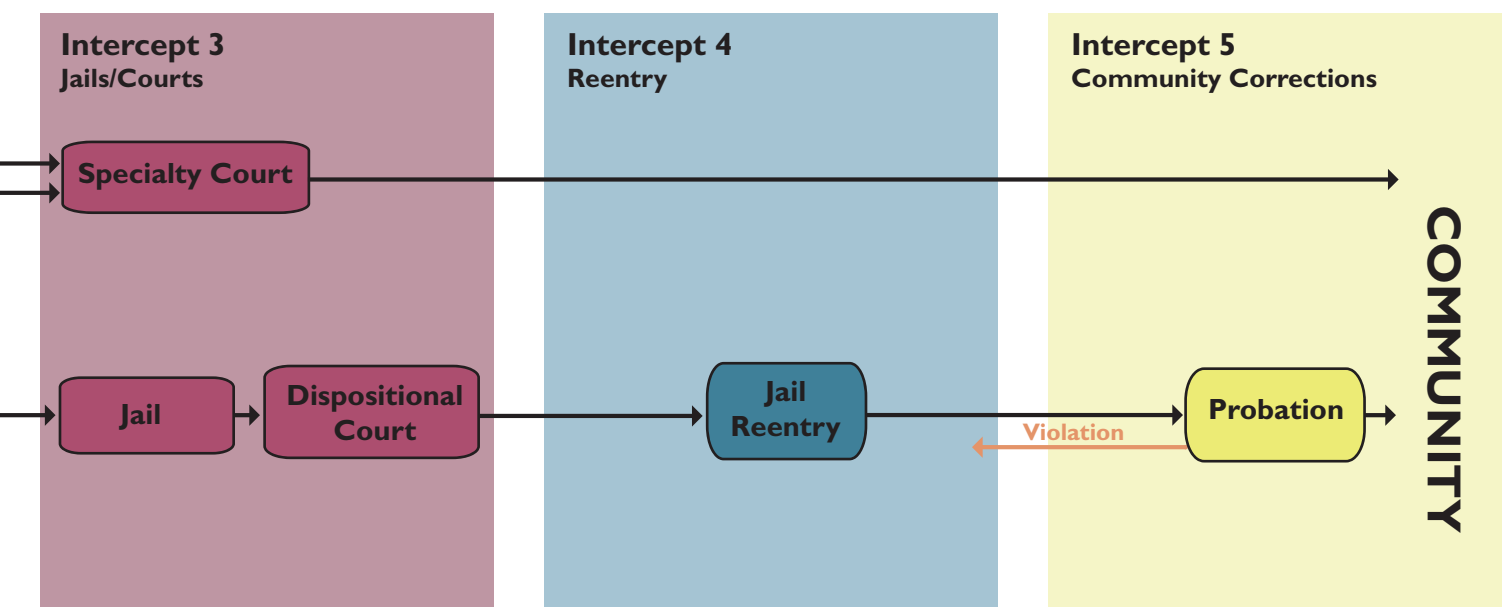 Intercept 3
Jails/Courts
Intercept 4
Reentry
Intercept 5
Community Corrections
Specialty Court
COMMUNITY
Jail
Dispositional
Court
Jail
Reentry
Violation
Probation